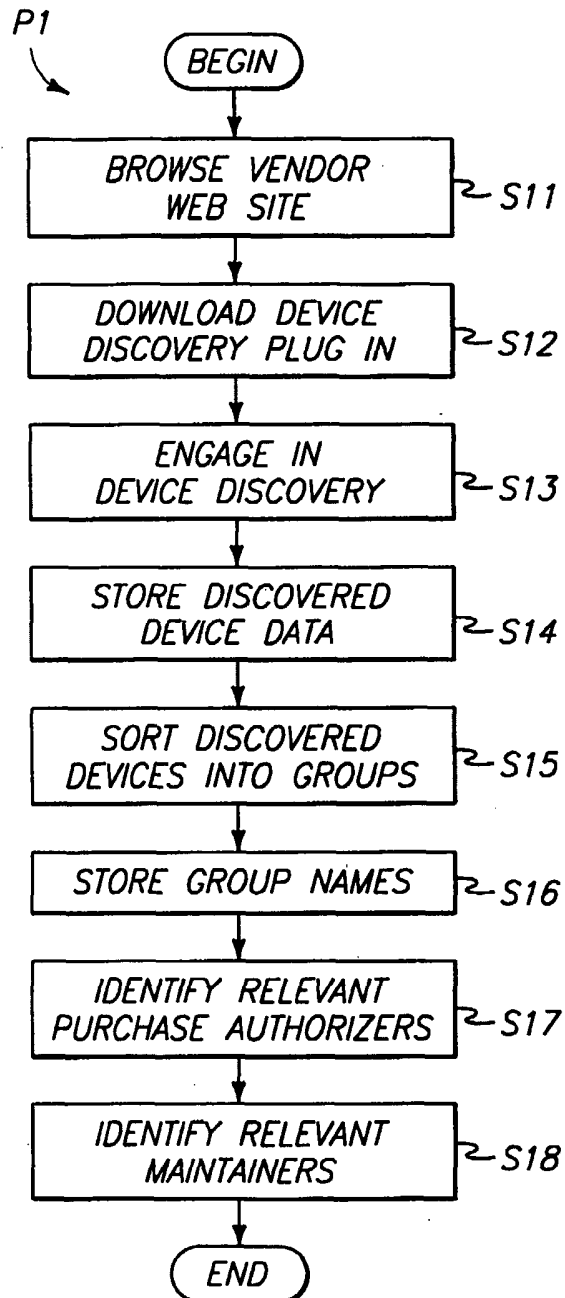 P1
BEGIN
BROWSE VENDOR
WEB SITE
S11
DOWNLOAD DEVICE
DISCOVERY PLUG IN
S12
ENGAGE IN
DEVICE DISCOVERY
S13
STORE DISCOVERED
DEVICE DATA
S14
SORT DISCOVERED
DEVICES INTO GROUPS
S15
STORE GROUP NAMES
S16
IDENTIFY RELEVANT
PURCHASE AUTHORIZERS
S17
IDENTIFY RELEVANT
MAINTAINERS
S18
END